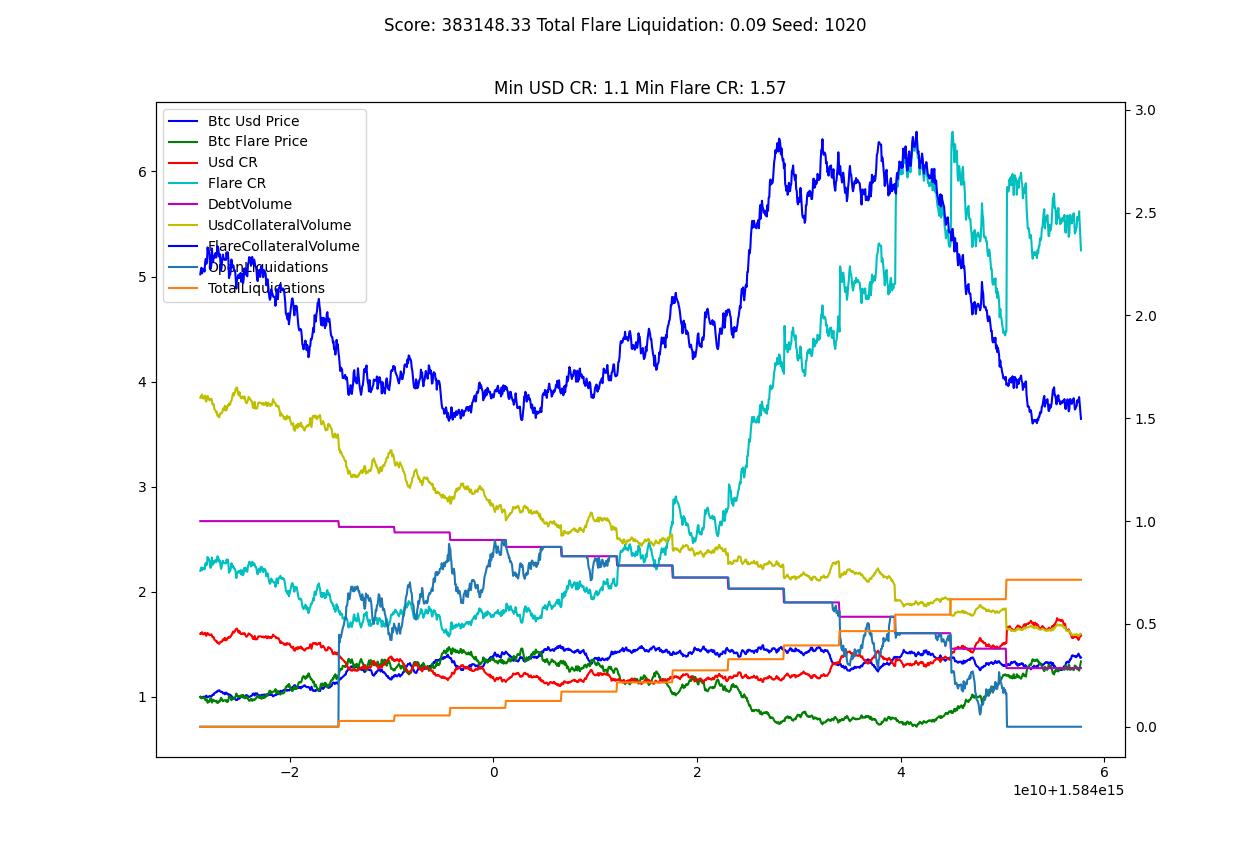 Score: 383148.33 Total Flare Liquidation: 0.09 Seed: 1020
Min USD CR: 1.1 Min Flare CR: 1.57
Btc Usd Price
Btc Flare Price
Usd CR
Flare CR
DebtVolume
UsdCollateralVolume
FlareCollateralVolume
OpenLiquidations
TotalLiquidations
6
5
4
3
2
1
3.0
2.5
2.0
1.5
1.0
0.5
0.0
−2
0
2
4
6
1e10+1.584e15